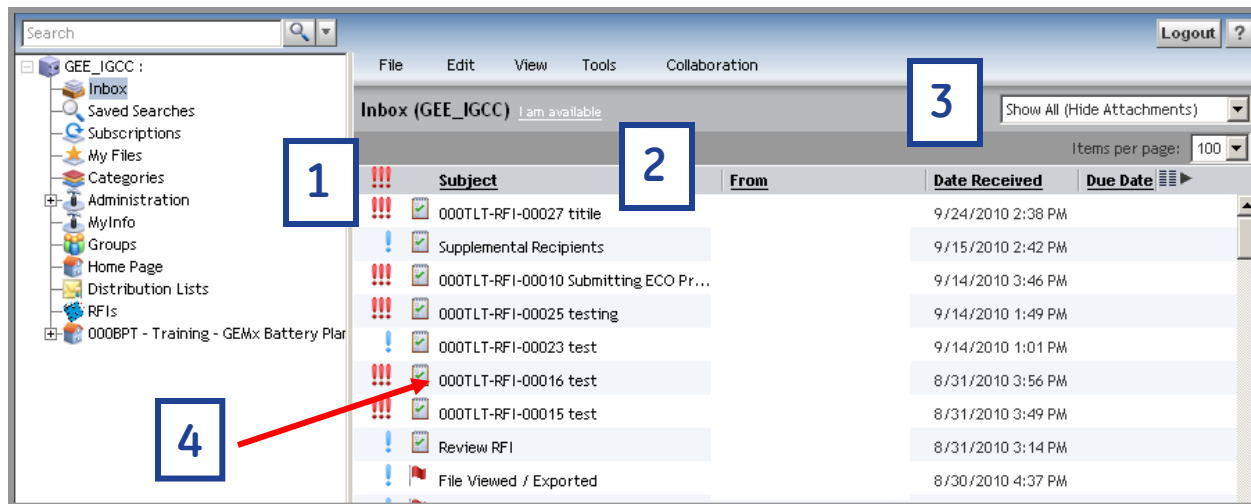 Search
Logout ?
GEE_IGCC :
Inbox
Saved Searches
Subscriptions
My Files
Categories
Administration
MyInfo
Groups
Home Page
Distribution Lists
RFIs
000BPT - Training - GEMx Battery Plan
File Edit View Tools Collaboration
Inbox (GEE_IGCC) I am available
Show All (Hide Attachments)
Items per page: 100
1
2
3
4
!!! Subject From Date Received Due Date
!!! 000TLT-RFI-00027 titile 9/24/2010 2:38 PM
! Supplemental Recipients 9/15/2010 2:42 PM
!!! 000TLT-RFI-00010 Submitting ECO Pr... 9/14/2010 3:46 PM
!!! 000TLT-RFI-00025 testing 9/14/2010 1:49 PM
! 000TLT-RFI-00023 test 9/14/2010 1:01 PM
!!! 000TLT-RFI-00016 test 8/31/2010 3:56 PM
!!! 000TLT-RFI-00015 test 8/31/2010 3:49 PM
! Review RFI 8/31/2010 3:14 PM
! File Viewed / Exported 8/30/2010 4:37 PM